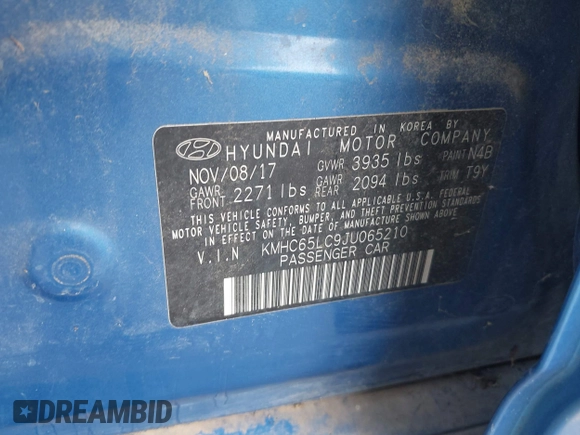 MANUFACTURED IN KOREA BY
HYUNDAI MOTOR COMPANY
NOV/08/17 GVWR 3935 lbs PAINT N4B
GAWR FRONT 2271 lbs GAWR REAR 2094 lbs TRIM T9Y
THIS VEHICLE CONFORMS TO ALL APPLICABLE U.S.A. FEDERAL
MOTOR VEHICLE SAFETY, BUMPER, AND THEFT PREVENTION STANDARDS
IN EFFECT ON THE DATE OF MANUFACTURE SHOWN ABOVE.
V.I.N KMHC65LC9JU065210
PASSENGER CAR
DREAMBID